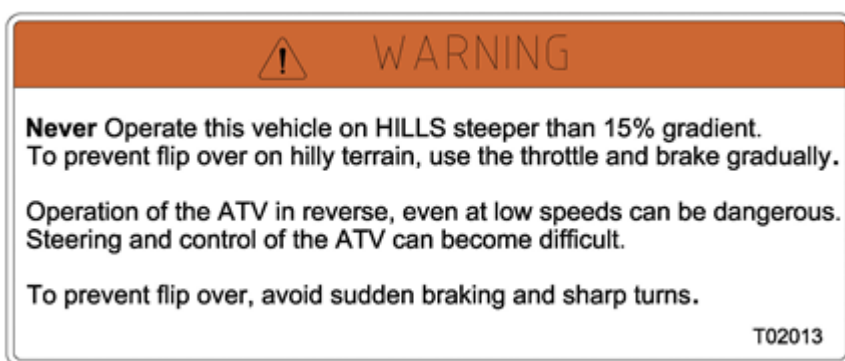 WARNING
Never Operate this vehicle on HILLS steeper than 15% gradient.
To prevent flip over on hilly terrain, use the throttle and brake gradually.
Operation of the ATV in reverse, even at low speeds can be dangerous.
Steering and control of the ATV can become difficult.
To prevent flip over, avoid sudden braking and sharp turns.
T02013